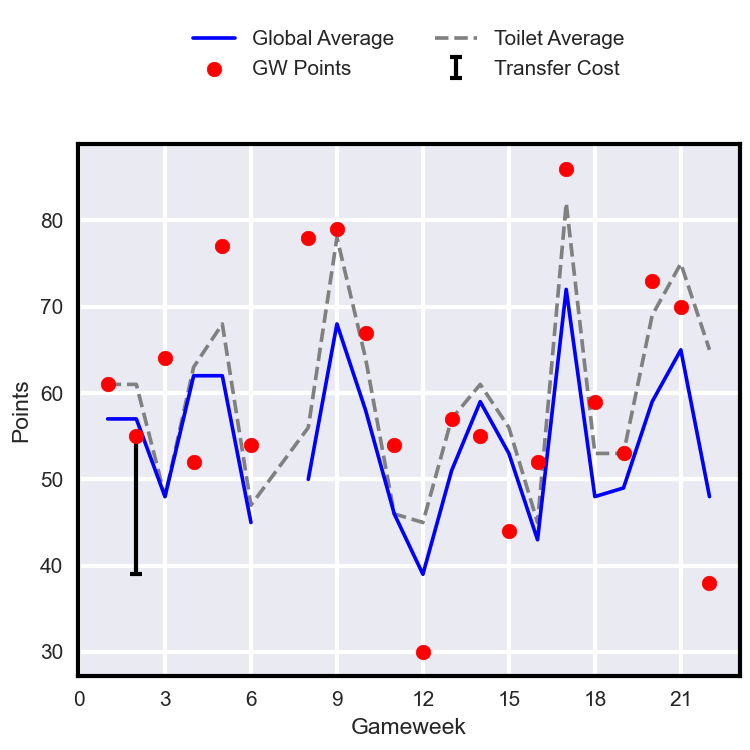 Global Average
Toilet Average
GW Points
Transfer Cost
80
70
60
50
40
30
Points
0 3 6 9 12 15 18 21
Gameweek